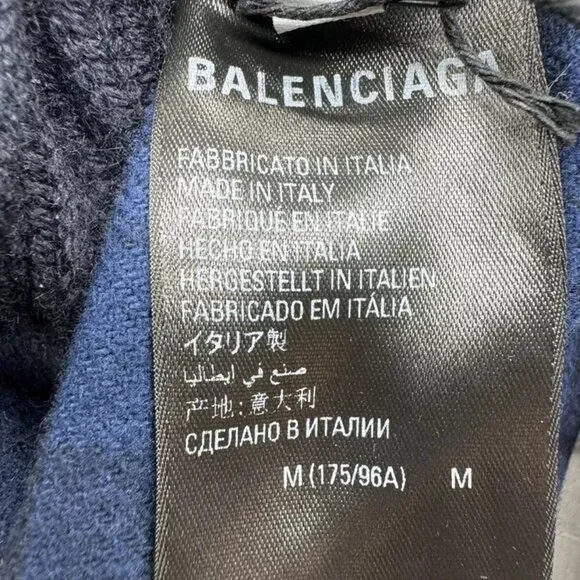 BALENCIAGA
FABBRICATO IN ITALIA
MADE IN ITALY
FABRIQUE EN ITALIE
HECHO EN ITALIA
HERGESTELLT IN ITALIEN
FABRICADO EM ITÁLIA
イタリア製
صنع في إيطاليا
产地:意大利
СДЕЛАНО В ИТАЛИИ
M (175/96A) M